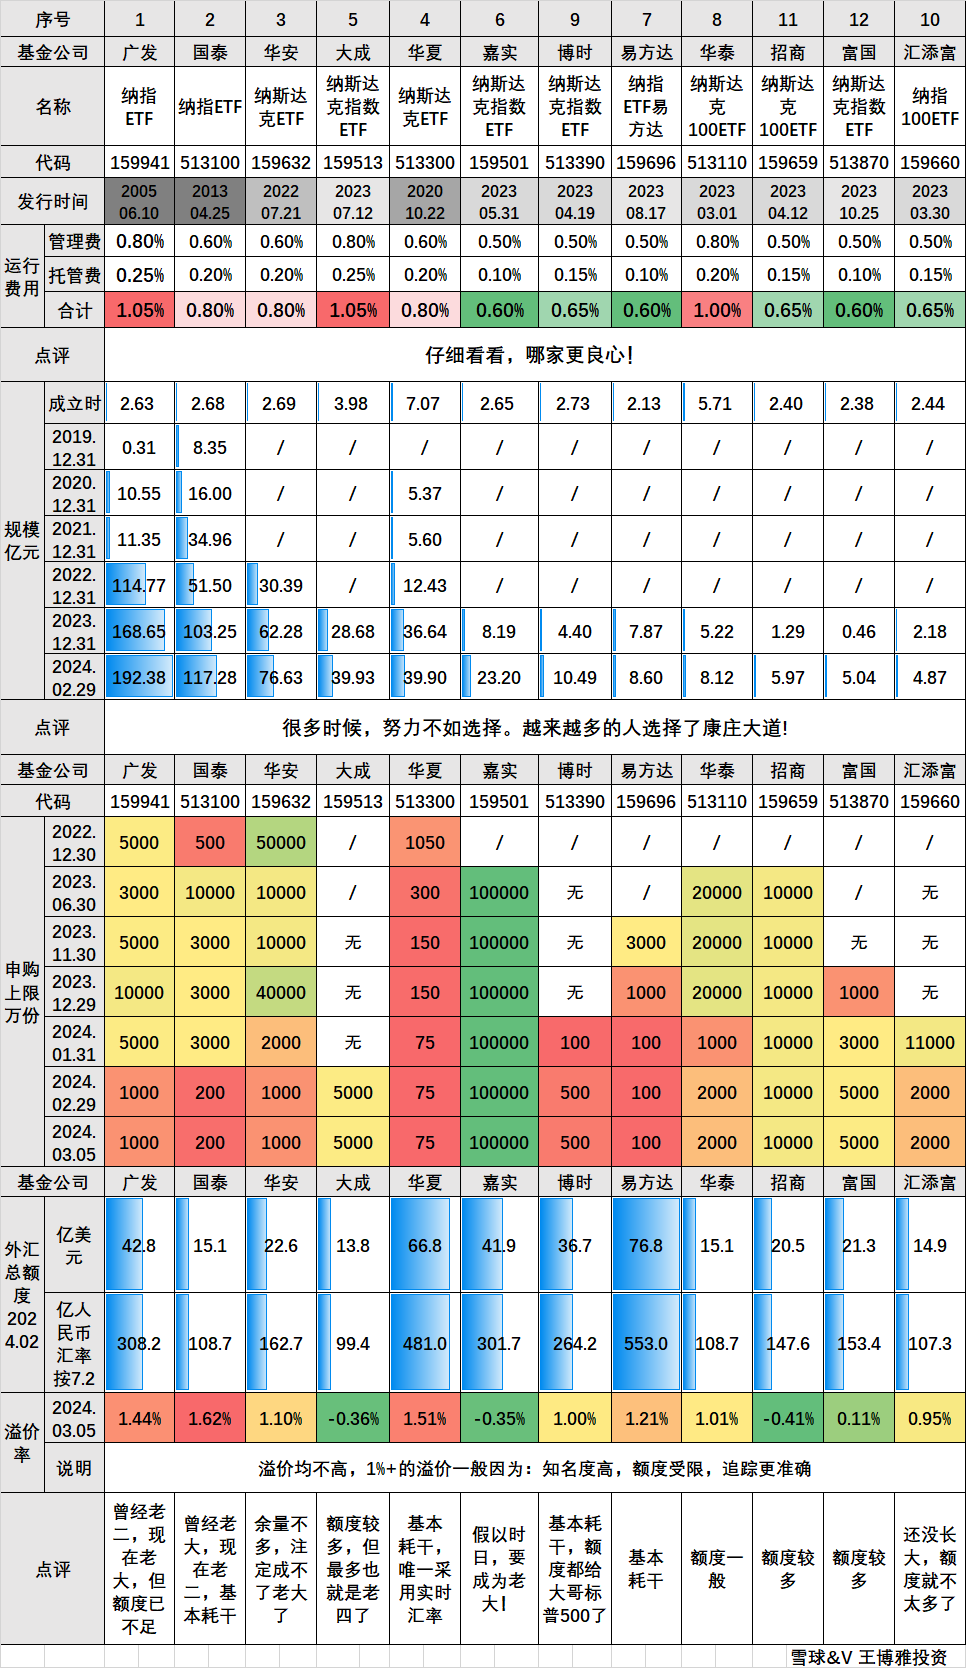 序号 1 2 3 5 4 6 9 7 8 11 12 10
基金公司 广发 国泰 华安 大成 华夏 嘉实 博时 易方达 华泰 招商 富国 汇添富
名称 纳指ETF 纳指ETF 纳斯达克ETF 纳斯达克指数ETF 纳斯达克ETF 纳斯达克指数ETF 纳斯达克指数ETF 纳指ETF易方达 纳斯达克100ETF 纳斯达克100ETF 纳斯达克指数ETF 纳指100ETF
代码 159941 513100 159632 159513 513300 159501 513390 159696 513110 159659 513870 159660
发行时间 2005 06.10 2013 04.25 2022 07.21 2023 07.12 2020 10.22 2023 05.31 2023 04.19 2023 08.17 2023 03.01 2023 04.12 2023 10.25 2023 03.30
运行费用
管理费 0.80% 0.60% 0.60% 0.80% 0.60% 0.50% 0.50% 0.50% 0.80% 0.50% 0.50% 0.50%
托管费 0.25% 0.20% 0.20% 0.25% 0.20% 0.10% 0.15% 0.10% 0.20% 0.15% 0.10% 0.15%
合计 1.05% 0.80% 0.80% 1.05% 0.80% 0.60% 0.65% 0.60% 1.00% 0.65% 0.60% 0.65%
点评 仔细看看，哪家更良心！
规模亿元
成立时 2.63 2.68 2.69 3.98 7.07 2.65 2.73 2.13 5.71 2.40 2.38 2.44
2019.12.31 0.31 8.35 / / / / / / / / / /
2020.12.31 10.55 16.00 / / 5.37 / / / / / / /
2021.12.31 11.35 34.96 / / 5.60 / / / / / / /
2022.12.31 114.77 51.50 30.39 / 12.43 / / / / / / /
2023.12.31 168.65 103.25 62.28 28.68 36.64 8.19 4.40 7.87 5.22 1.29 0.46 2.18
2024.02.29 192.38 117.28 76.63 39.93 39.90 23.20 10.49 8.60 8.12 5.97 5.04 4.87
点评 很多时候，努力不如选择。越来越多的人选择了康庄大道!
基金公司 广发 国泰 华安 大成 华夏 嘉实 博时 易方达 华泰 招商 富国 汇添富
代码 159941 513100 159632 159513 513300 159501 513390 159696 513110 159659 513870 159660
申购上限万份
2022.12.30 5000 500 50000 / 1050 / / / / / / /
2023.06.30 3000 10000 10000 / 300 100000 无 / 20000 10000 / 无
2023.11.30 5000 3000 10000 无 150 100000 无 3000 20000 10000 无 无
2023.12.29 10000 3000 40000 无 150 100000 无 1000 20000 10000 1000 无
2024.01.31 5000 3000 2000 无 75 100000 100 100 1000 10000 3000 11000
2024.02.29 1000 200 1000 5000 75 100000 500 100 2000 10000 5000 2000
2024.03.05 1000 200 1000 5000 75 100000 500 100 2000 10000 5000 2000
基金公司 广发 国泰 华安 大成 华夏 嘉实 博时 易方达 华泰 招商 富国 汇添富
外汇总额度2024.02
亿美元 42.8 15.1 22.6 13.8 66.8 41.9 36.7 76.8 15.1 20.5 21.3 14.9
亿人民币汇率按7.2 308.2 108.7 162.7 99.4 481.0 301.7 264.2 553.0 108.7 147.6 153.4 107.3
溢价率
2024.03.05 1.44% 1.62% 1.10% -0.36% 1.51% -0.35% 1.00% 1.21% 1.01% -0.41% 0.11% 0.95%
说明 溢价均不高，1%+的溢价一般因为：知名度高，额度受限，追踪更准确
点评 曾经老二，现在老大，但额度已不足 曾经老大，现在老二，基本耗干 余量不多，注定成不了老大了 额度较多，但最多也就是老四了 基本耗干，唯一采用实时汇率 假以时日，要成为老大！ 基本耗干，额度都给大哥标普500了 基本耗干 额度一般 额度较多 额度较多 还没长大，额度就不太多了
雪球&V 王博雅投资